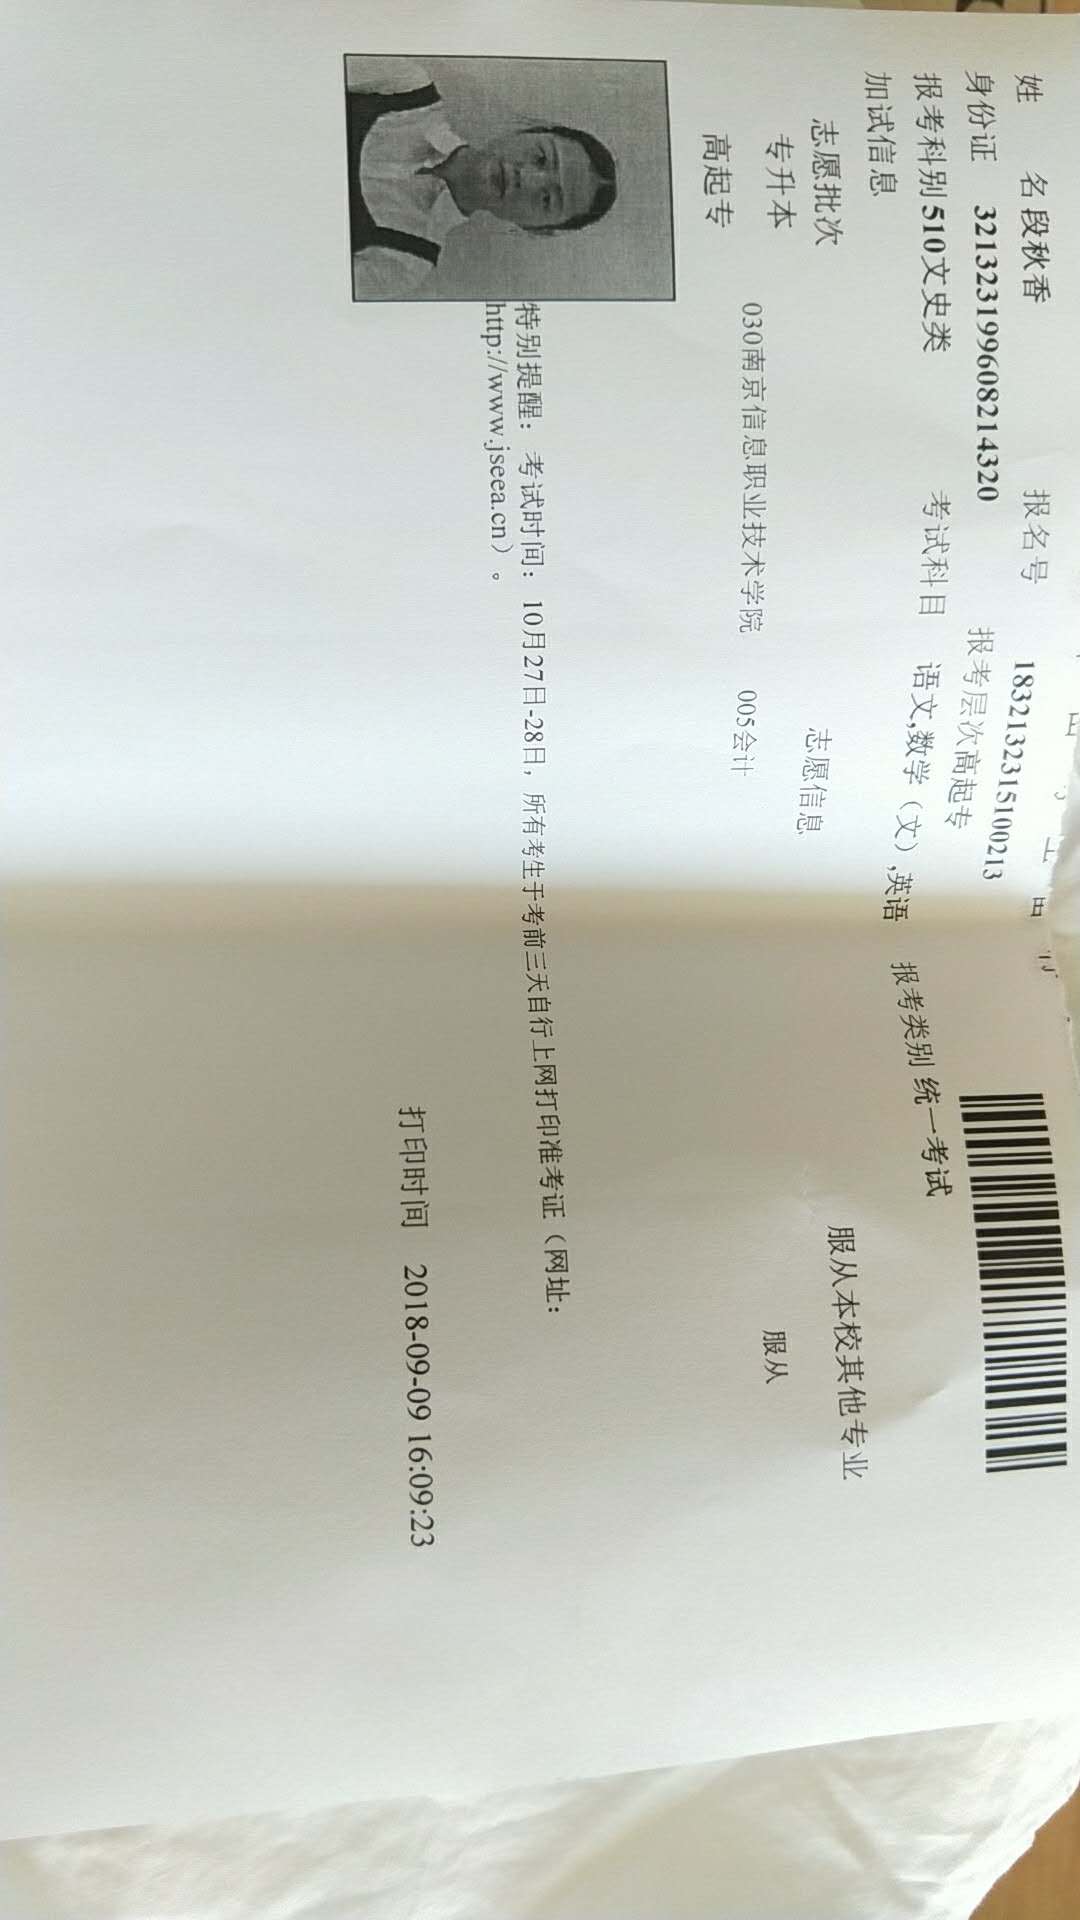 姓 名 段秋香 报名号 1832132315100213
身份证 321323199608214320 报考层次 高起专
报考科别 510文史类 考试科目 语文,数学（文）,英语 报考类别 统一考试
加试信息
志愿批次 志愿信息 服从本校其他专业
专升本
高起专 030南京信息职业技术学院 005会计 服从
特别提醒： 考试时间： 10月27日-28日，所有考生于考前三天自行上网打印准考证（网址：
http://www.jseea.cn）。
打印时间 2018-09-09 16:09:23